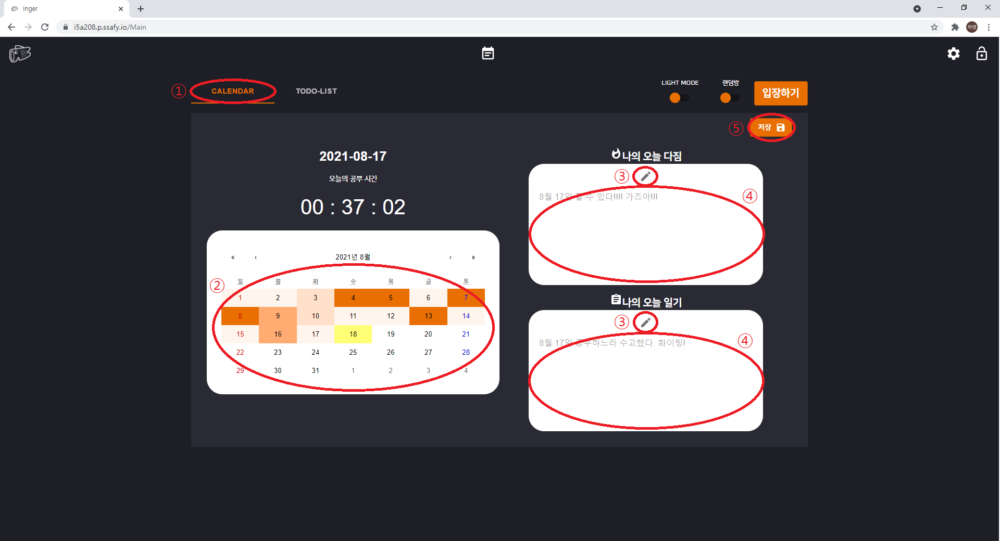 Inger
i5a208.p.ssafy.io/Main
하영
① CALENDAR
TODO-LIST
LIGHT MODE
랜덤방
입장하기
⑤ 저장
2021-08-17
오늘의 공부 시간
00 : 37 : 02
« ‹ 2021년 8월 › »
②
일 월 화 수 목 금 토
1 2 3 4 5 6 7
8 9 10 11 12 13 14
15 16 17 18 19 20 21
22 23 24 25 26 27 28
29 30 31 1 2 3 4
나의 오늘 다짐
③
④
8월 17일 할 수 있다!!!! 가즈아!!!
나의 오늘 일기
③
④
8월 17일 공부하느라 수고했다. 화이팅!